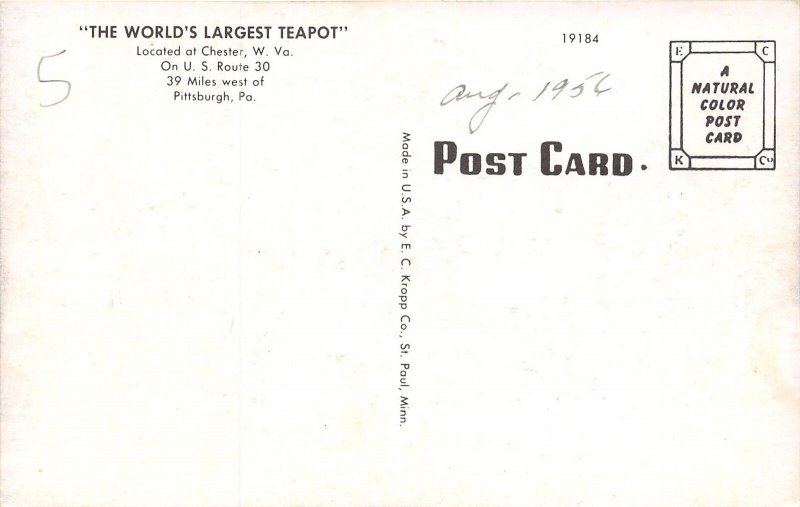 "THE WORLD'S LARGEST TEAPOT"
Located at Chester, W. Va.
On U. S. Route 30
39 Miles west of
Pittsburgh, Pa.
5
19184
Aug - 1956
POST CARD.
E C
A
NATURAL
COLOR
POST
CARD
K Co
Made in U.S.A. by E. C. Kropp Co., St. Paul, Minn.